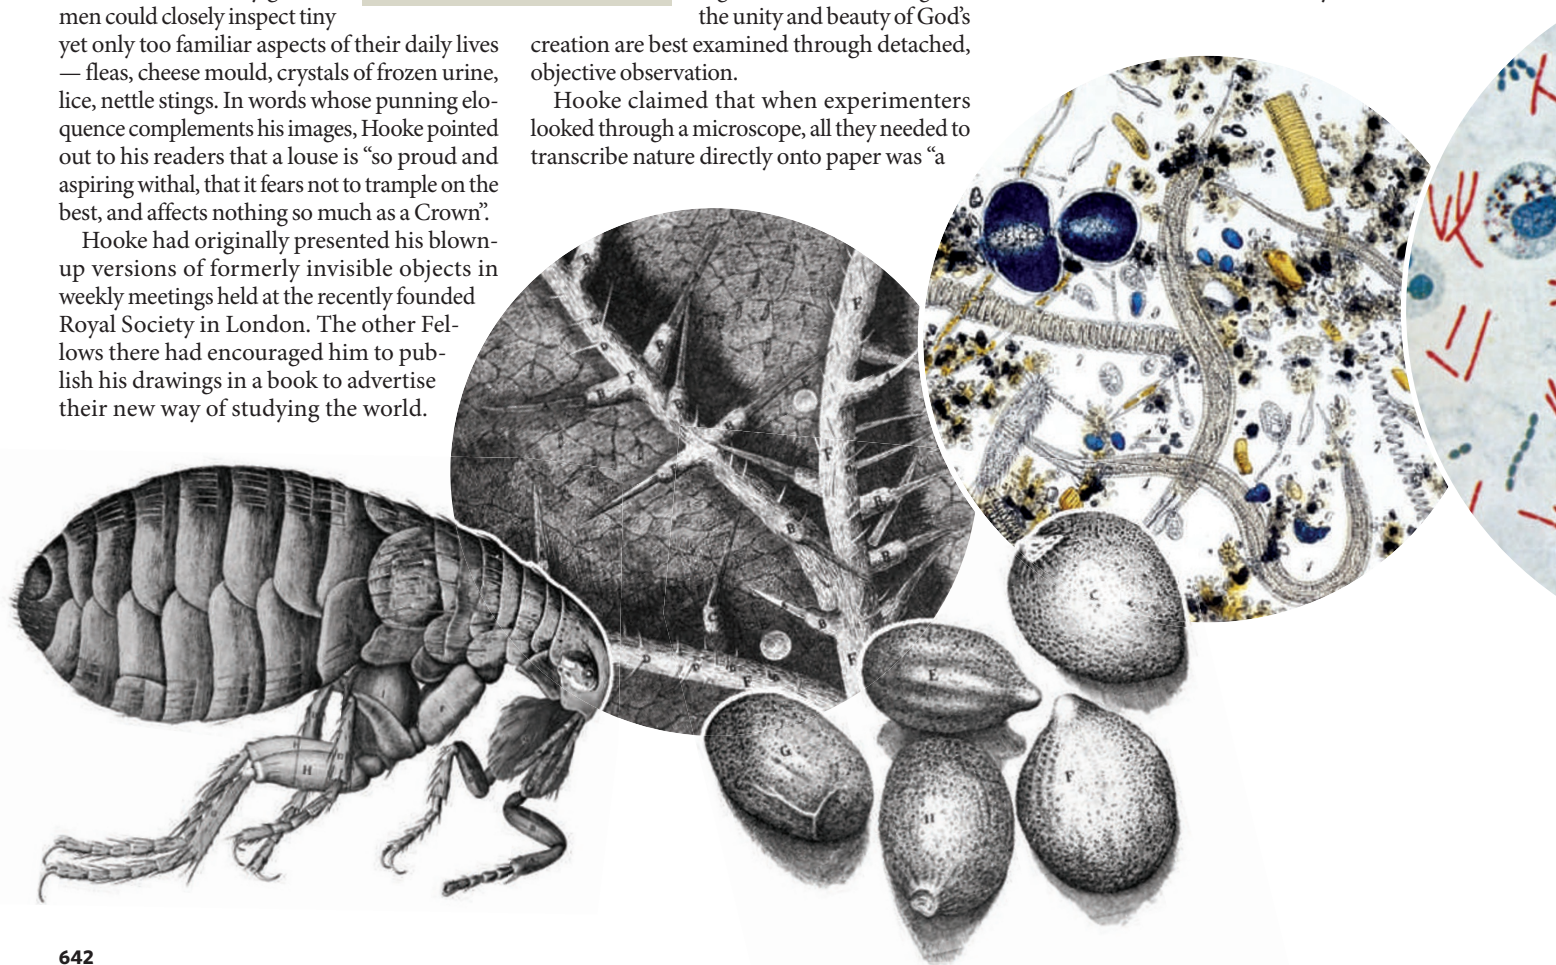 men could closely inspect tiny
yet only too familiar aspects of their daily lives
— fleas, cheese mould, crystals of frozen urine,
lice, nettle stings. In words whose punning elo-
quence complements his images, Hooke pointed
out to his readers that a louse is “so proud and
aspiring withal, that it fears not to trample on the
best, and affects nothing so much as a Crown”.
Hooke had originally presented his blown-
up versions of formerly invisible objects in
weekly meetings held at the recently founded
Royal Society in London. The other Fel-
lows there had encouraged him to pub-
lish his drawings in a book to advertise
their new way of studying the world.
the unity and beauty of God’s
creation are best examined through detached,
objective observation.
Hooke claimed that when experimenters
looked through a microscope, all they needed to
transcribe nature directly onto paper was “a
C
E
G
F
H
H
642